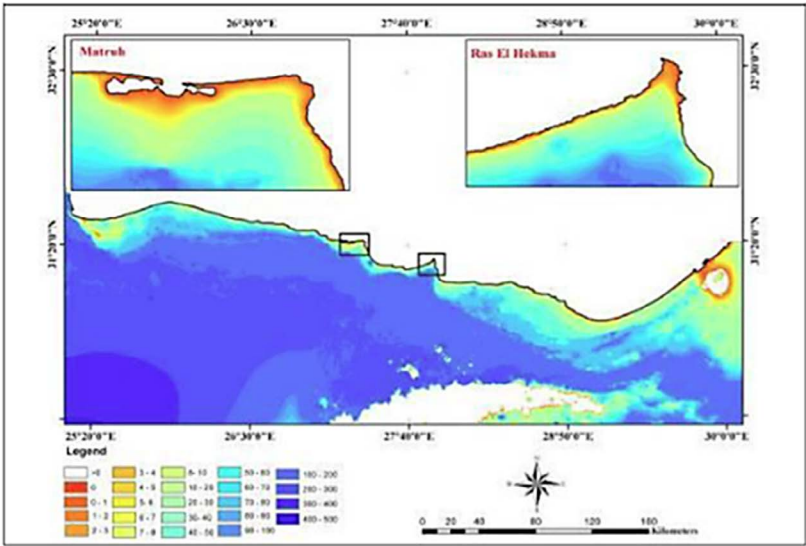 25°20'0"E 26°30'0"E 27°40'0"E 28°50'0"E 30°0'0"E
Matruh
Ras El Hekma
32°30'0"N
31°20'0"N
31°20'0"N
25°20'0"E 26°30'0"E 27°40'0"E 28°50'0"E 30°0'0"E
Legend
>0 3 - 4 8- 10 50 - 60 100 - 200
0 4 - 5 10 - 20 60 - 70 200 - 300
0 - 1 5 - 6 20 - 30 70 - 80 300 - 400
1 - 2 6 - 7 30 - 40 80 - 90 400 - 500
2 - 3 7 - 8 40 - 50 90 - 100
0 20 40 80 120 160
Kilometers